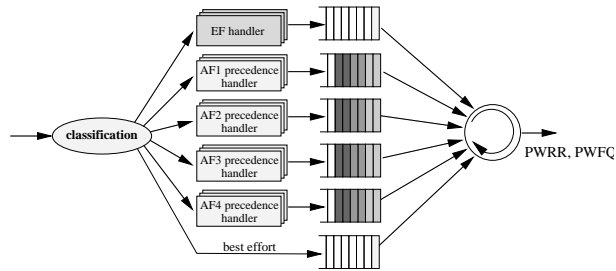 EF handler
AF1 precedence
handler
AF2 precedence
handler
classification
PWRR, PWFQ
AF3 precedence
handler
AF4 precedence
handler
best effort